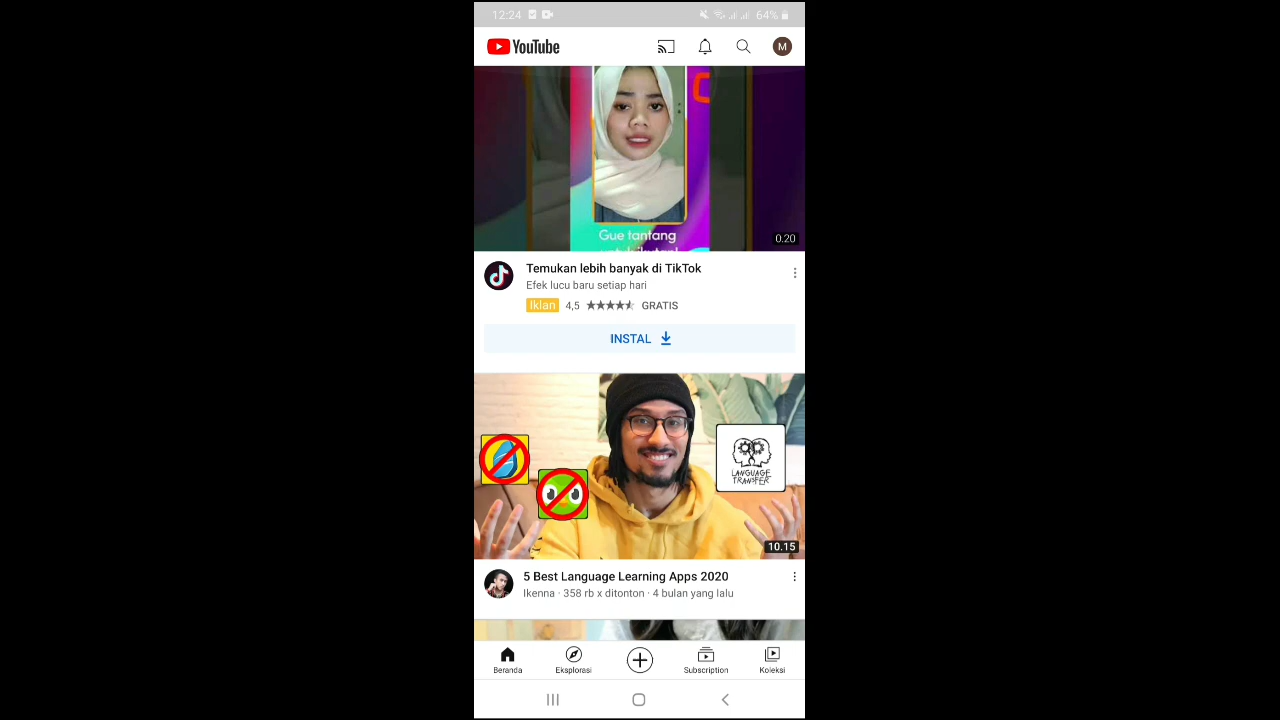 12:24
64%
YouTube
M
Gue tantang
0.20
Temukan lebih banyak di TikTok
Efek lucu baru setiap hari
Iklan 4,5 GRATIS
INSTAL
LANGUAGE
TRANSFER
10.15
5 Best Language Learning Apps 2020
Ikenna · 358 rb x ditonton · 4 bulan yang lalu
Beranda
Eksplorasi
Subscription
Koleksi